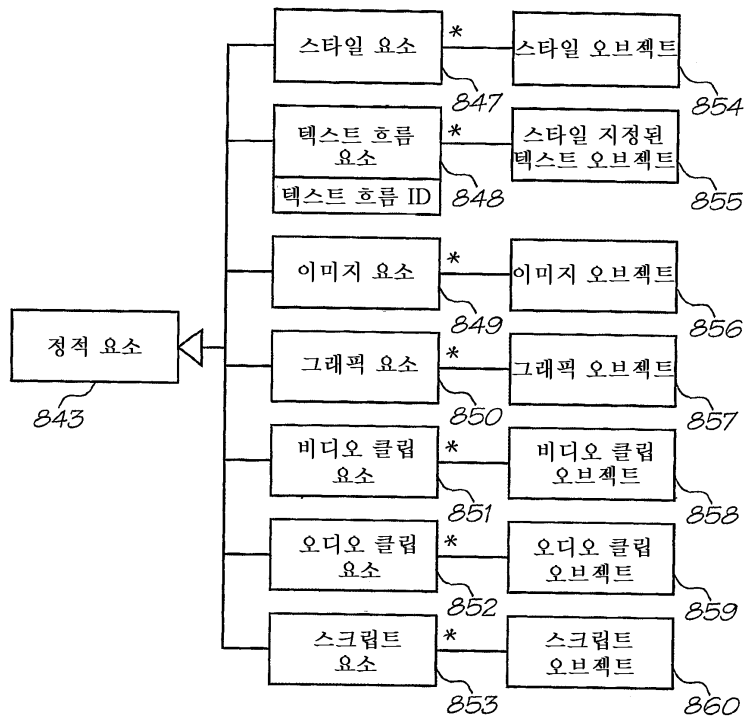 스타일 요소
*
스타일 오브젝트
847
854
텍스트 흐름
요소
*
스타일 지정된
텍스트 오브젝트
텍스트 흐름 ID
848
855
이미지 요소
*
이미지 오브젝트
849
856
정적 요소
843
그래픽 요소
*
그래픽 오브젝트
850
857
비디오 클립
요소
*
비디오 클립
오브젝트
851
858
오디오 클립
요소
*
오디오 클립
오브젝트
852
859
스크립트
요소
*
스크립트
오브젝트
853
860